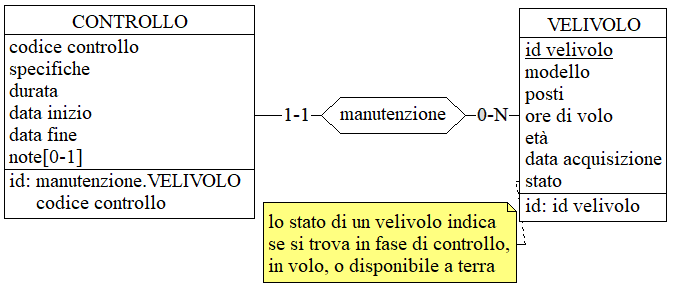 CONTROLLO
codice controllo
specifiche
durata
data inizio
data fine
note[0-1]
id: manutenzione.VELIVOLO
codice controllo
1-1
manutenzione
0-N
VELIVOLO
id velivolo
modello
posti
ore di volo
età
data acquisizione
stato
id: id velivolo
lo stato di un velivolo indica
se si trova in fase di controllo,
in volo, o disponibile a terra